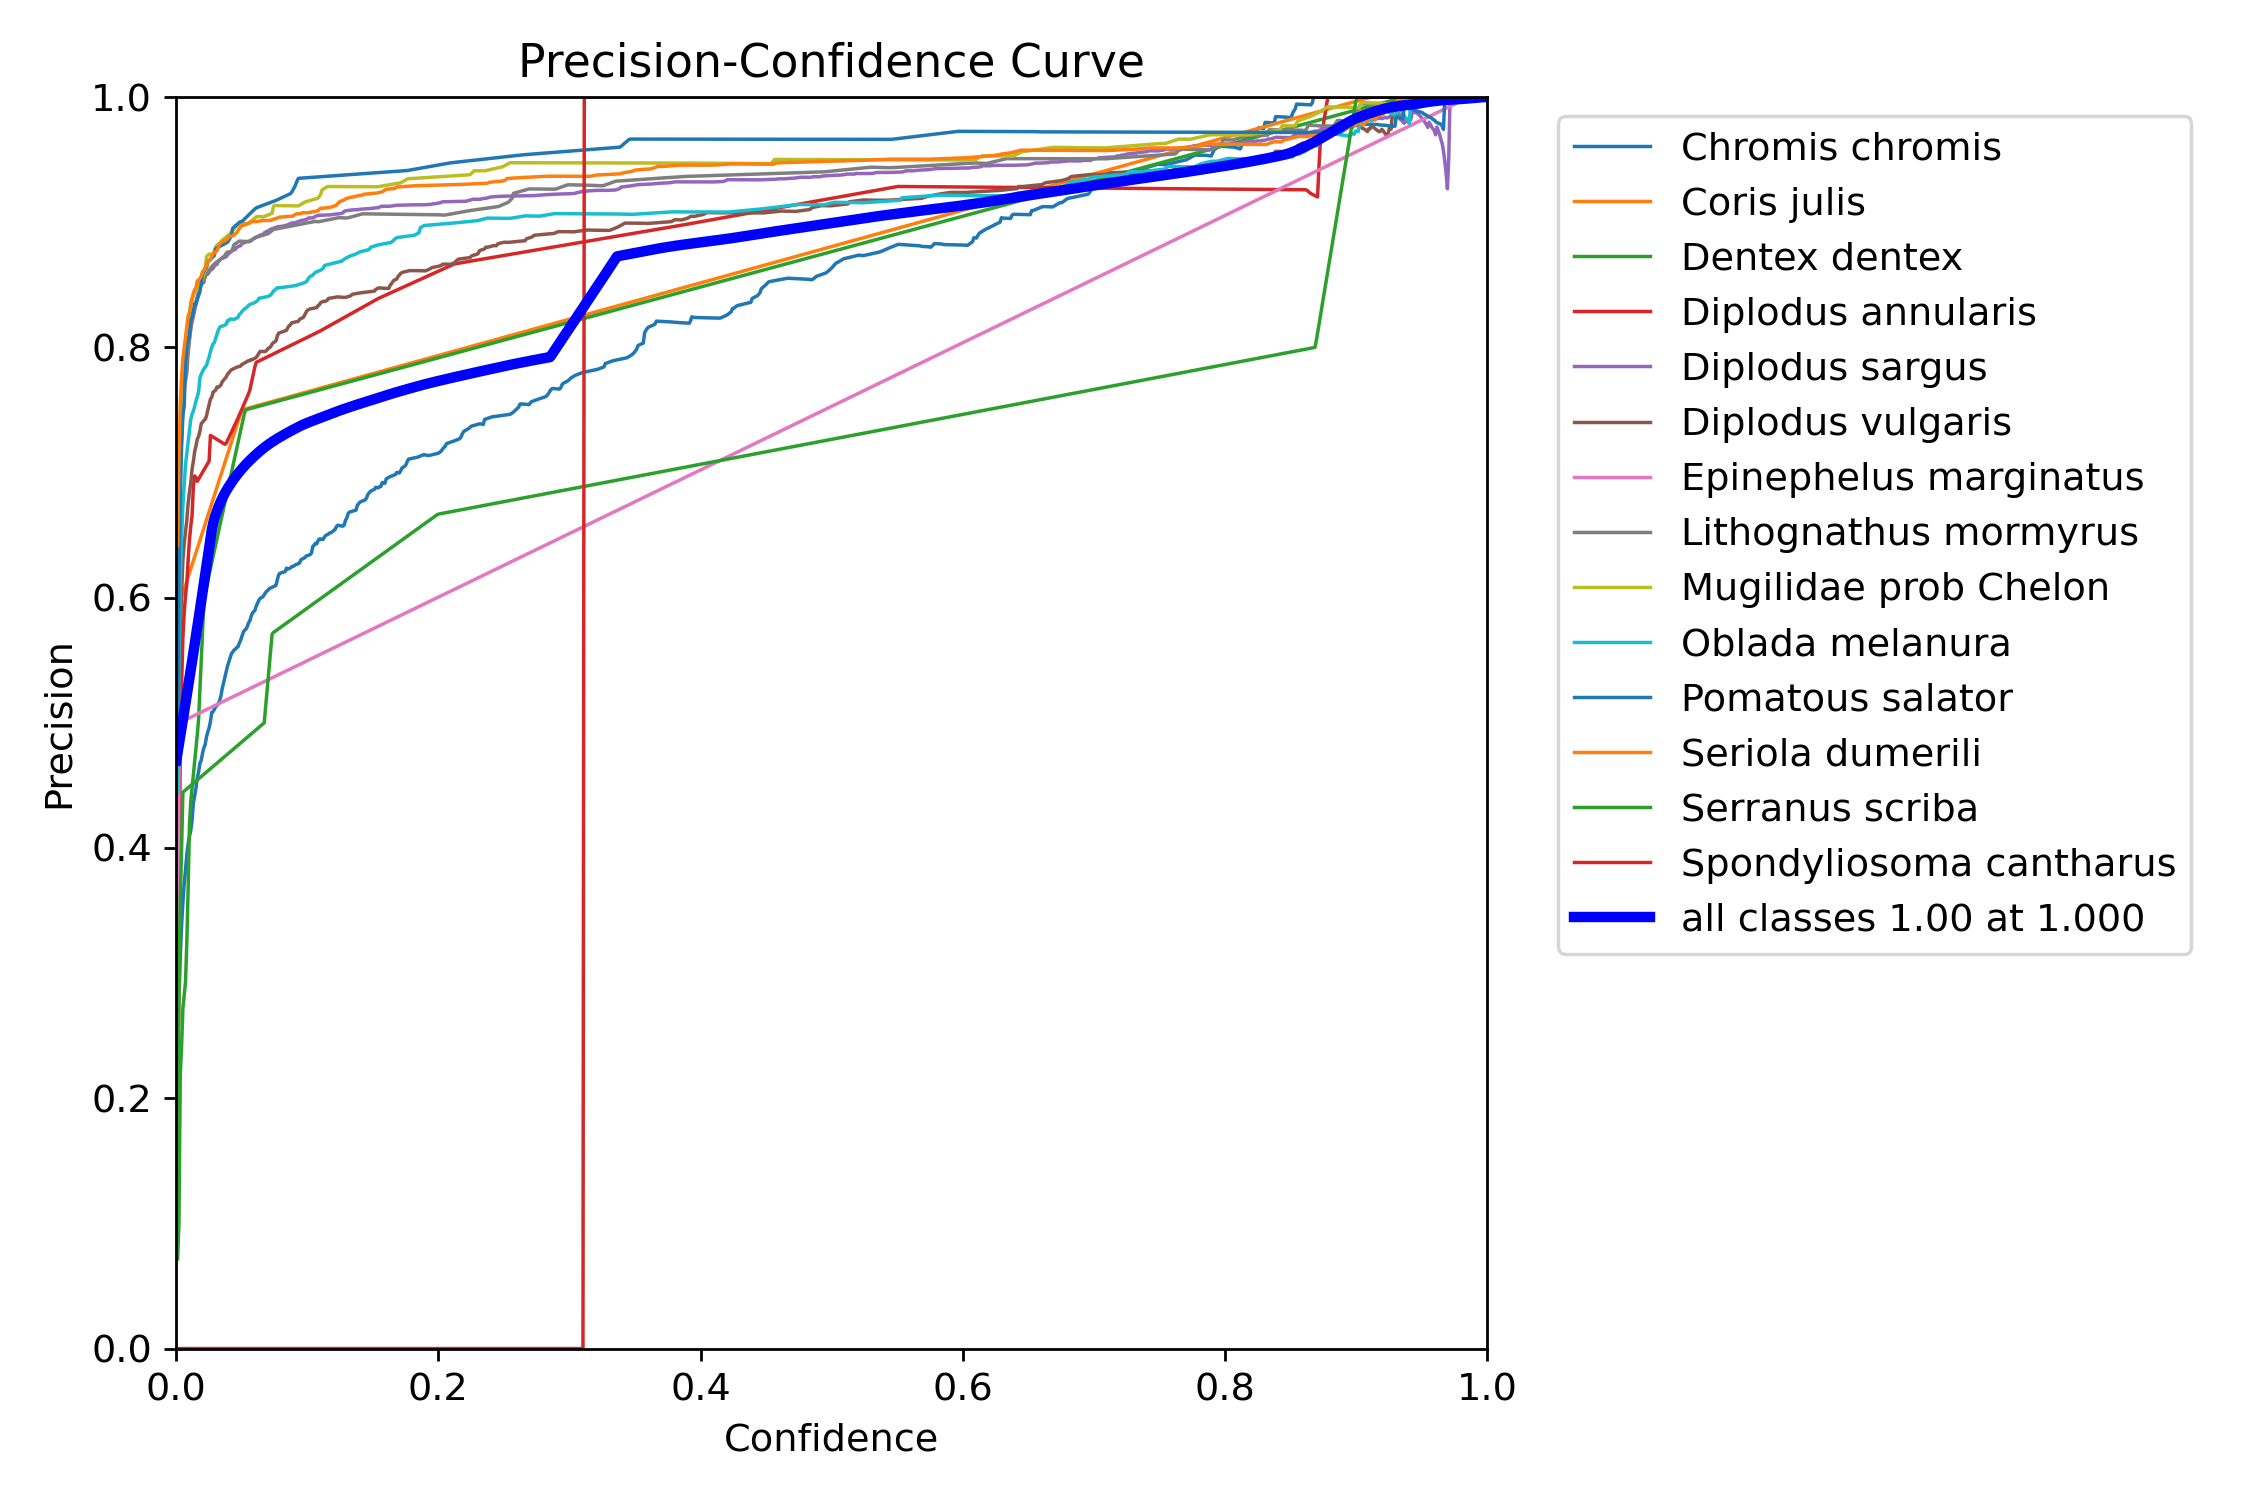 Precision-Confidence Curve
1.0
0.8
0.6
0.4
0.2
0.0
Precision
0.0 0.2 0.4 0.6 0.8 1.0
Confidence
Chromis chromis
Coris julis
Dentex dentex
Diplodus annularis
Diplodus sargus
Diplodus vulgaris
Epinephelus marginatus
Lithognathus mormyrus
Mugilidae prob Chelon
Oblada melanura
Pomatous salator
Seriola dumerili
Serranus scriba
Spondyliosoma cantharus
all classes 1.00 at 1.000